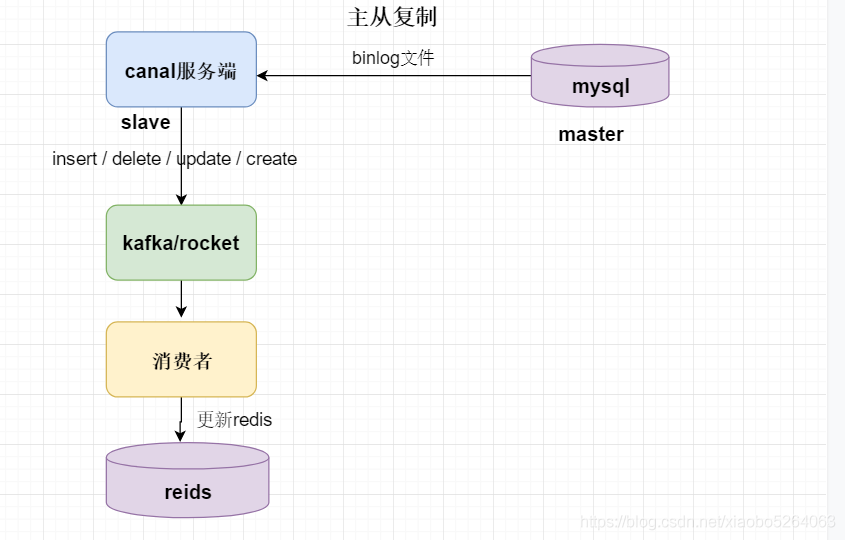 主从复制
binlog文件
canal服务端
mysql
slave
master
insert / delete / update / create
kafka/rocket
消费者
更新redis
reids
https://blog.csdn.net/xiaobo5264063